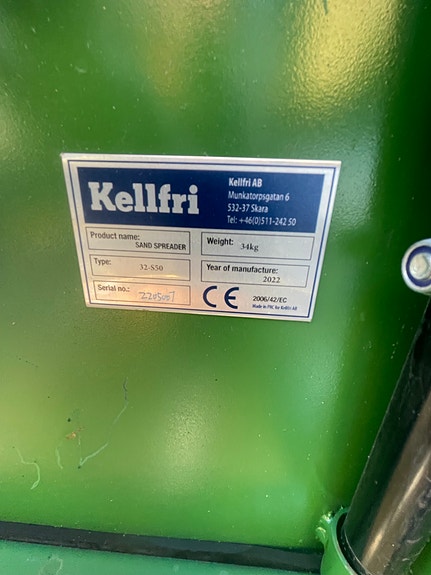 Kellfri
Kellfri AB
Munkatorpsgatan 6
532-37 Skara
Tel: +46(0)511-242 50
Product name:
SAND SPREADER
Weight: 34kg
Type:
32-S50
Year of manufacture:
2022
Serial no.: 2205007
CE
2006/42/EC
Made in PRC by Kellfri AB